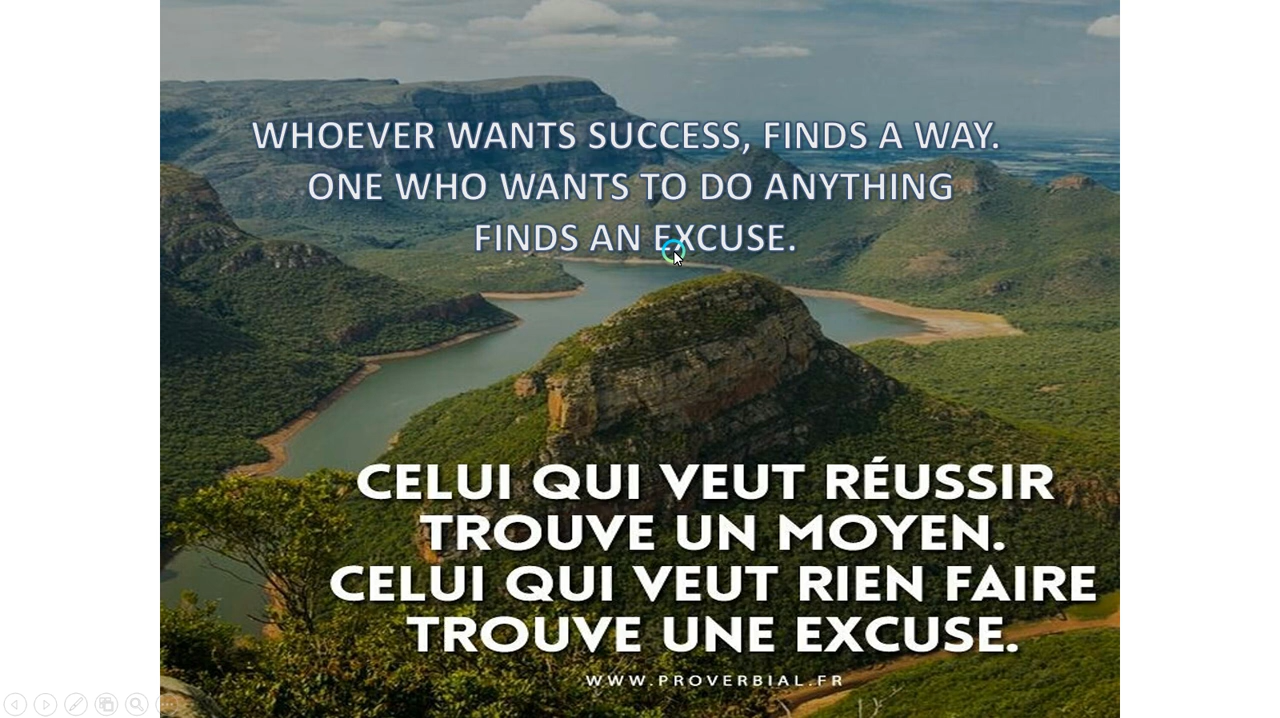 WHOEVER WANTS SUCCESS, FINDS A WAY.
ONE WHO WANTS TO DO ANYTHING
FINDS AN EXCUSE.
CELUI QUI VEUT RÉUSSIR
TROUVE UN MOYEN.
CELUI QUI VEUT RIEN FAIRE
TROUVE UNE EXCUSE.
WWW.PROVERBIAL.FR